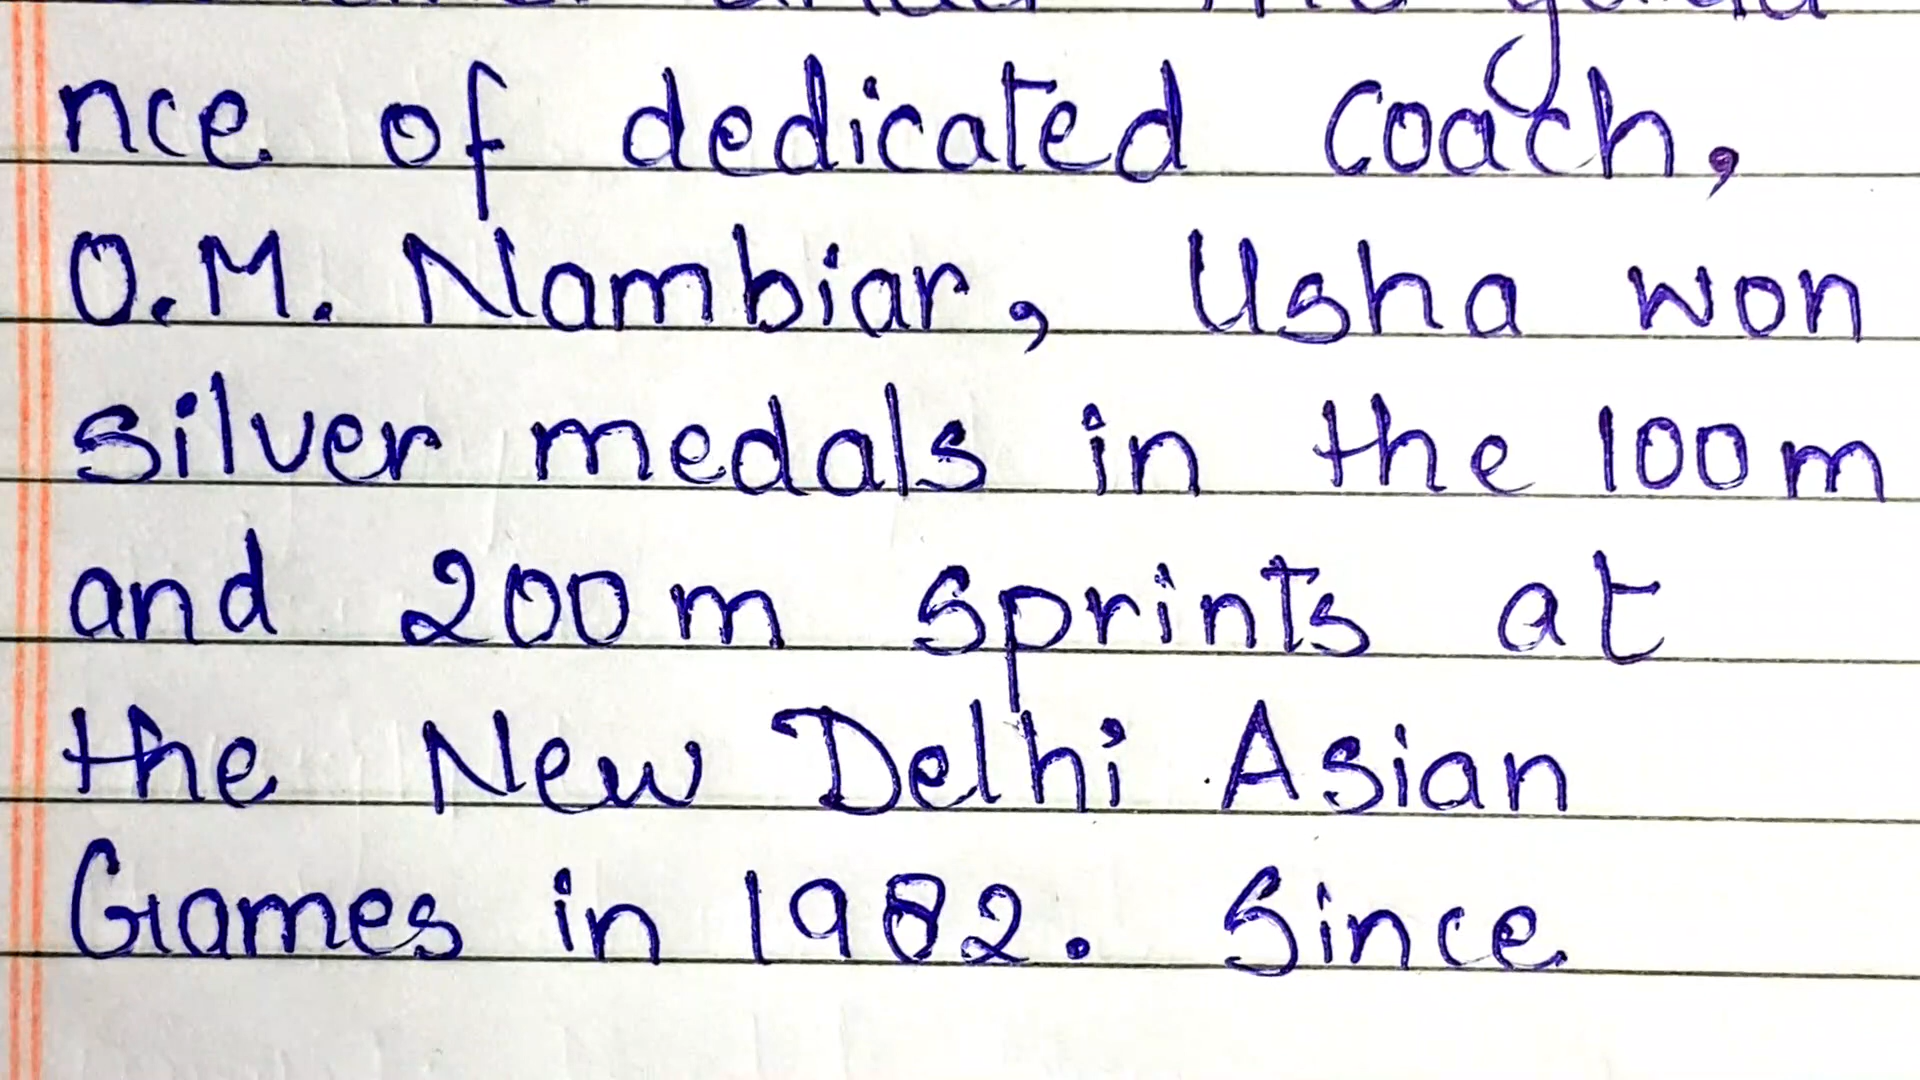 nce of dedicated coach,
O.M. Nambiar, Usha won
silver medals in the 100m
and 200m sprints at
the New Delhi Asian
Games in 1982. Since